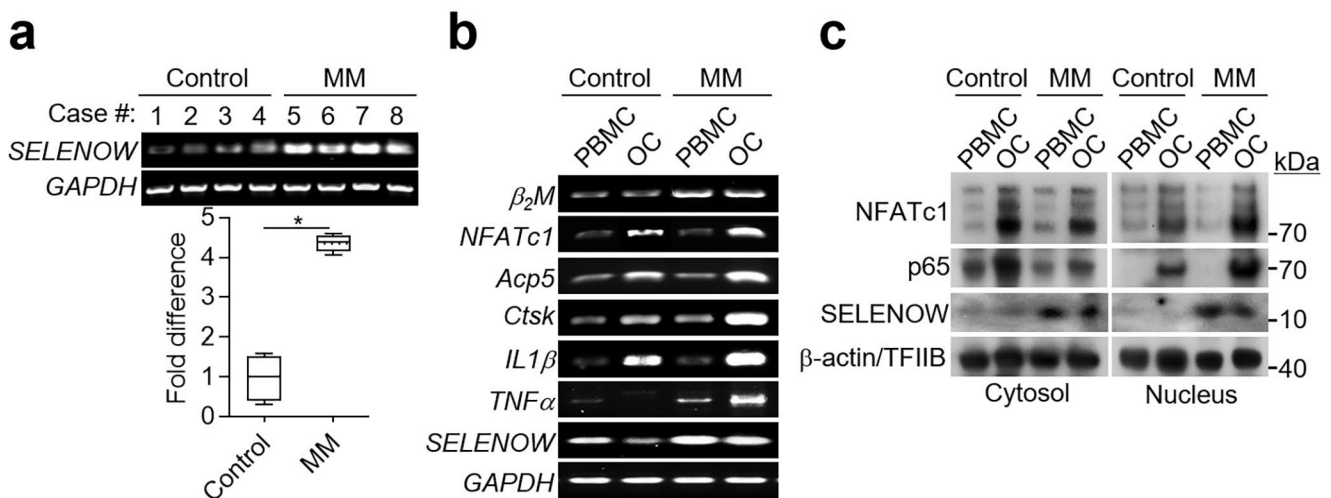 a
Control MM
Case #: 1 2 3 4 5 6 7 8
SELENOW
GAPDH
Fold difference
5
4
3
2
1
0
*
Control
MM
b
Control MM
PBMC OC PBMC OC
β₂M
NFATc1
Acp5
Ctsk
IL1β
TNFα
SELENOW
GAPDH
c
Control MM Control MM
PBMC OC PBMC OC PBMC OC PBMC OC
kDa
NFATc1
-70
p65
-70
SELENOW
-10
β-actin/TFIIB
-40
Cytosol Nucleus